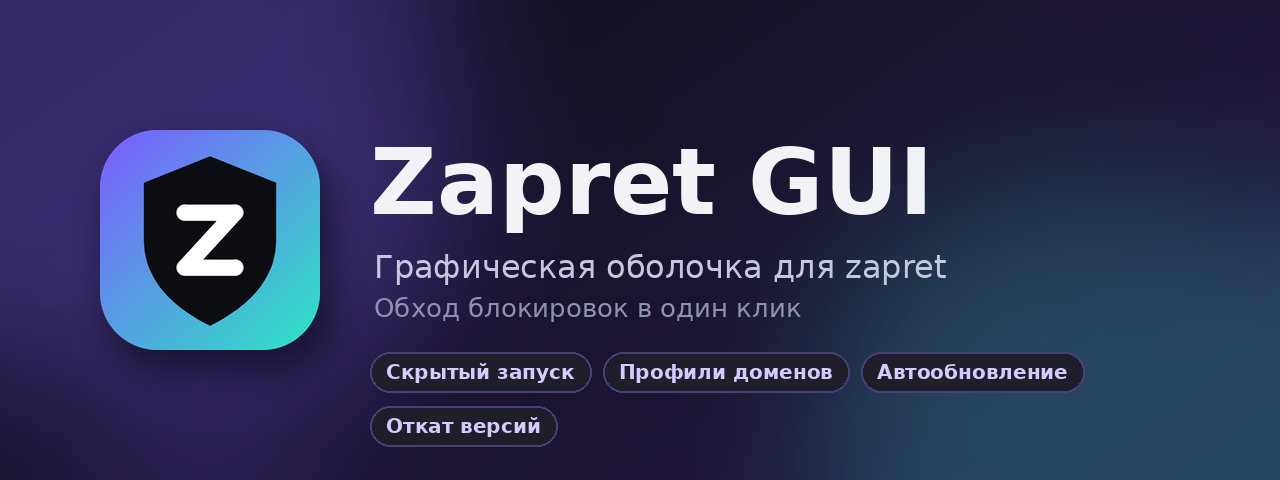 Z
Zapret GUI
Графическая оболочка для zapret
Обход блокировок в один клик
Скрытый запуск
Профили доменов
Автообновление
Откат версий